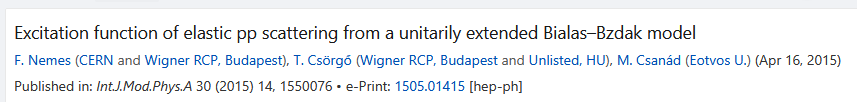 Excitation function of elastic pp scattering from a unitarily extended Bialas–Bzdak model
F. Nemes (CERN and Wigner RCP, Budapest), T. Csörgő (Wigner RCP, Budapest and Unlisted, HU), M. Csanád (Eotvos U.) (Apr 16, 2015)
Published in: Int.J.Mod.Phys.A 30 (2015) 14, 1550076 • e-Print: 1505.01415 [hep-ph]